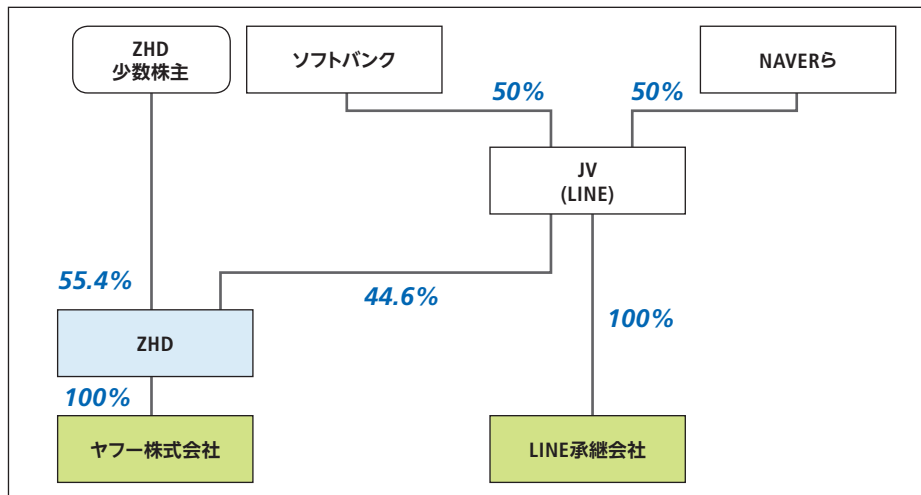 ZHD
少数株主
ソフトバンク
NAVERら
50%
50%
JV
(LINE)
55.4%
44.6%
100%
ZHD
100%
ヤフー株式会社
LINE承継会社